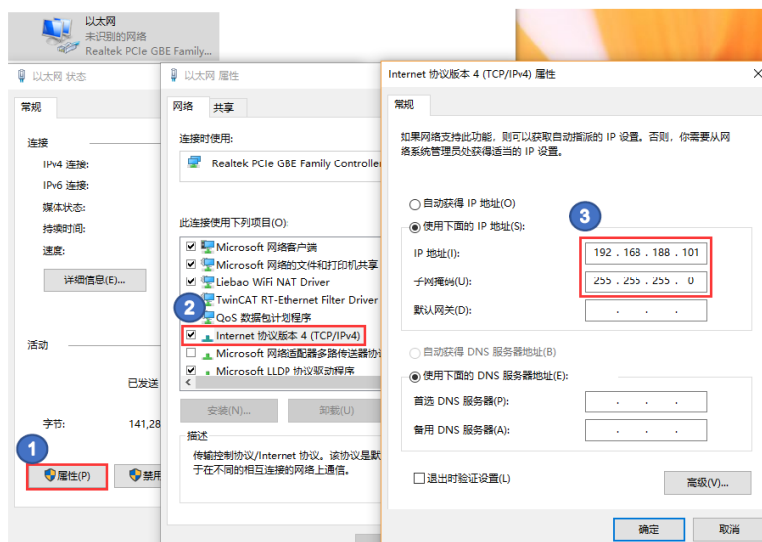 以太网
未识别的网络
Realtek PCIe GBE Family...
以太网 状态
常规
连接
IPv4 连接:
IPv6 连接:
媒体状态:
持续时间:
速度:
详细信息(E)...
活动
已发送
字节:
141,28
1
属性(P)
禁用
以太网 属性
网络
共享
连接时使用:
Realtek PCIe GBE Family Controller
此连接使用下列项目(O):
Microsoft 网络客户端
Microsoft 网络的文件和打印机共享
Liebao WiFi NAT Driver
TwinCAT RT-Ethernet Filter Driver
2
QoS 数据包计划程序
Internet 协议版本 4 (TCP/IPv4)
Microsoft 网络适配器多路传送器协
Microsoft LLDP 协议驱动程序
安装(N)...
卸载(U)
描述
传输控制协议/Internet 协议。该协议是默
于在不同的相互连接的网络上通信。
Internet 协议版本 4 (TCP/IPv4) 属性
常规
如果网络支持此功能，则可以获取自动指派的 IP 设置。否则，你需要从网
络系统管理员处获得适当的 IP 设置。
自动获得 IP 地址(O)
使用下面的 IP 地址(S):
3
IP 地址(I):
192 . 168 . 188 . 101
子网掩码(U):
255 . 255 . 255 . 0
默认网关(D):
. . .
自动获得 DNS 服务器地址(B)
使用下面的 DNS 服务器地址(E):
首选 DNS 服务器(P):
. . .
备用 DNS 服务器(A):
. . .
退出时验证设置(L)
高级(V)...
确定
取消